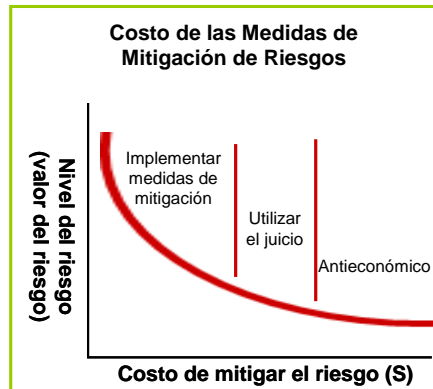 Costo de las Medidas de
Mitigación de Riesgos
Nivel del riesgo
(valor del riesgo)
Implementar
medidas de
mitigación
Utilizar
el juicio
Antieconómico
Costo de mitigar el riesgo (S)